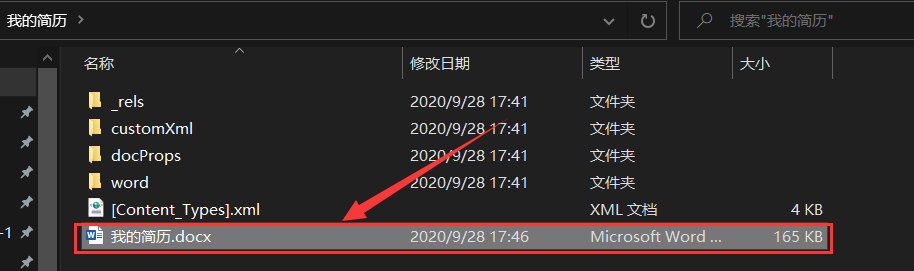 我的简历
搜索"我的简历"
名称 修改日期 类型 大小
_rels 2020/9/28 17:41 文件夹
customXml 2020/9/28 17:41 文件夹
docProps 2020/9/28 17:41 文件夹
word 2020/9/28 17:41 文件夹
[Content_Types].xml XML 文档 4 KB
-1
我的简历.docx 2020/9/28 17:46 Microsoft Word ... 165 KB